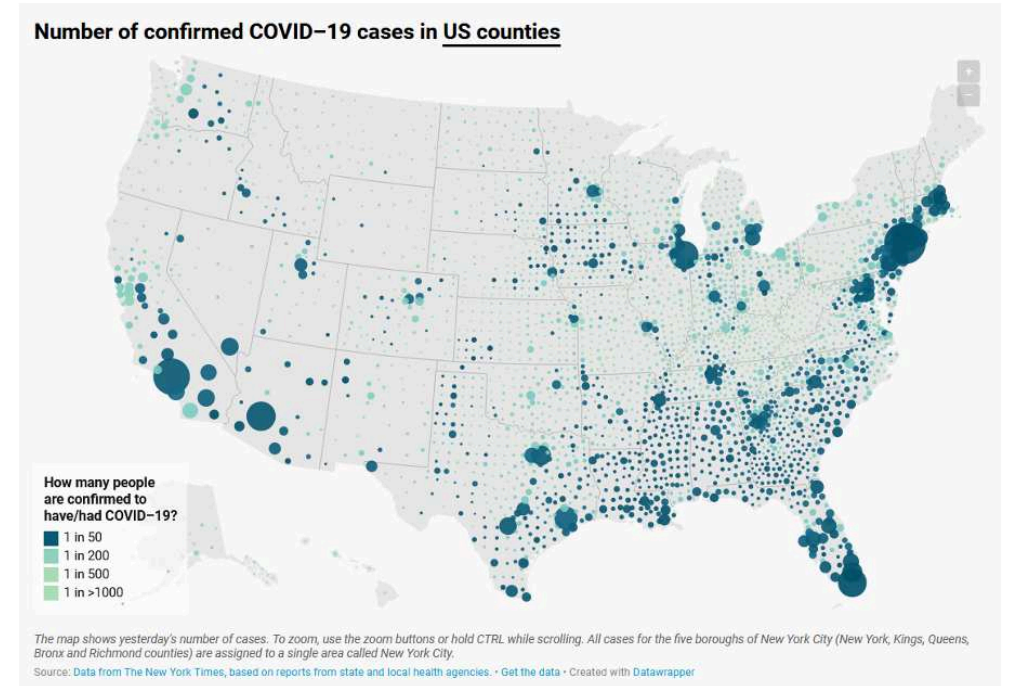 Number of confirmed COVID–19 cases in US counties
+
–
How many people
are confirmed to
have/had COVID–19?
1 in 50
1 in 200
1 in 500
1 in >1000
The map shows yesterday's number of cases. To zoom, use the zoom buttons or hold CTRL while scrolling. All cases for the five boroughs of New York City (New York, Kings, Queens,
Bronx and Richmond counties) are assigned to a single area called New York City.
Source: Data from The New York Times, based on reports from state and local health agencies. • Get the data • Created with Datawrapper